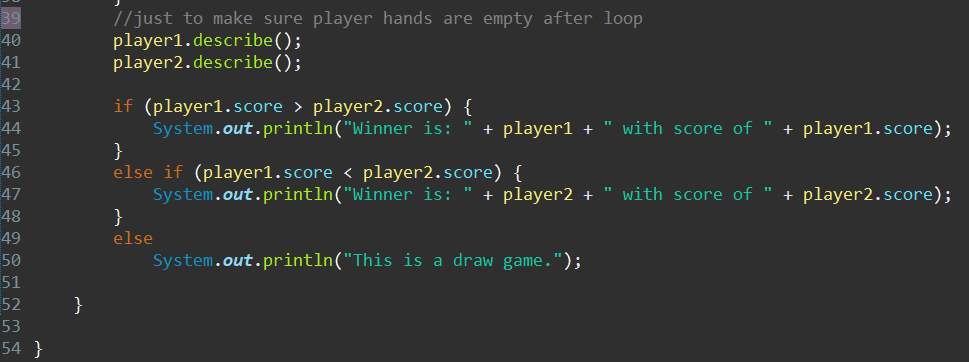 39 //just to make sure player hands are empty after loop
40 player1.describe();
41 player2.describe();
42
43 if (player1.score > player2.score) {
44 System.out.println("Winner is: " + player1 + " with score of " + player1.score);
45 }
46 else if (player1.score < player2.score) {
47 System.out.println("Winner is: " + player2 + " with score of " + player2.score);
48 }
49 else
50 System.out.println("This is a draw game.");
51
52 }
53
54 }